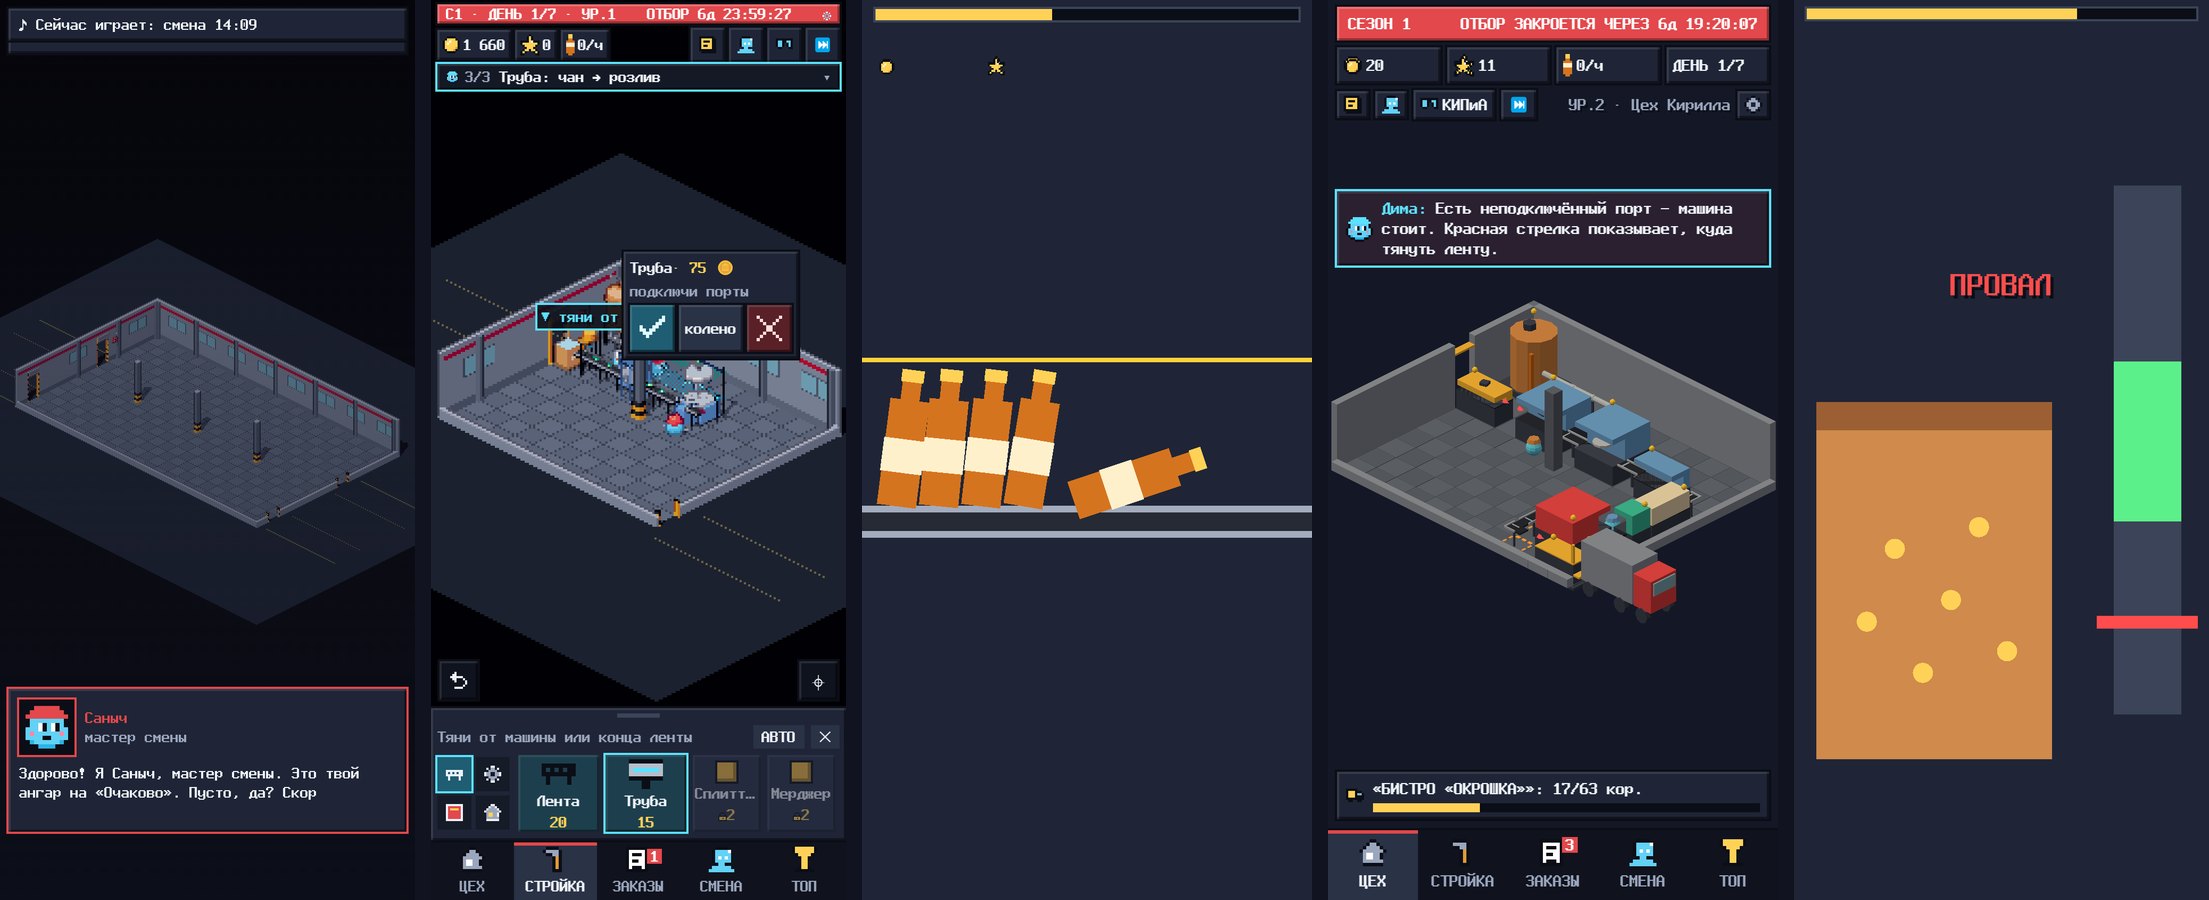 ♪ Сейчас играет: смена 14:09
Саныч
мастер смены
Здорово! Я Саныч, мастер смены. Это твой
ангар на «Очаково». Пусто, да? Скор
С1 · ДЕНЬ 1/7 · УР.1 ОТБОР 6д 23:59:27
1 660
0
0/ч
3/3 Труба: чан → розлив
Труба· 75
подключи порты
▼ тяни от
колено
Тяни от машины или конца ленты
АВТО
Лента
20
Труба
15
Сплитт…
2
Мерджер
2
ЦЕХ
СТРОЙКА
ЗАКАЗЫ
1
СМЕНА
ТОП
СЕЗОН 1 ОТБОР ЗАКРОЕТСЯ ЧЕРЕЗ 6д 19:20:07
20
11
0/ч
ДЕНЬ 1/7
КИПиА
УР.2 · Цех Кирилла
Дима: Есть неподключённый порт — машина
стоит. Красная стрелка показывает, куда
тянуть ленту.
«БИСТРО «ОКРОШКА»»: 17/63 кор.
ЦЕХ
СТРОЙКА
ЗАКАЗЫ
3
СМЕНА
ТОП
ПРОВАЛ